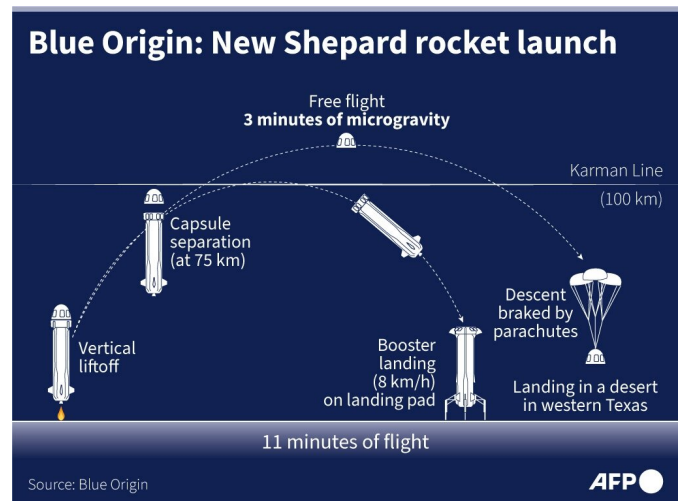 Blue Origin: New Shepard rocket launch
Free flight
3 minutes of microgravity
Karman Line
(100 km)
Capsule
separation
(at 75 km)
Vertical
liftoff
Booster
landing
(8 km/h)
on landing pad
Descent
braked by
parachutes
Landing in a desert
in western Texas
11 minutes of flight
Source: Blue Origin
AFP